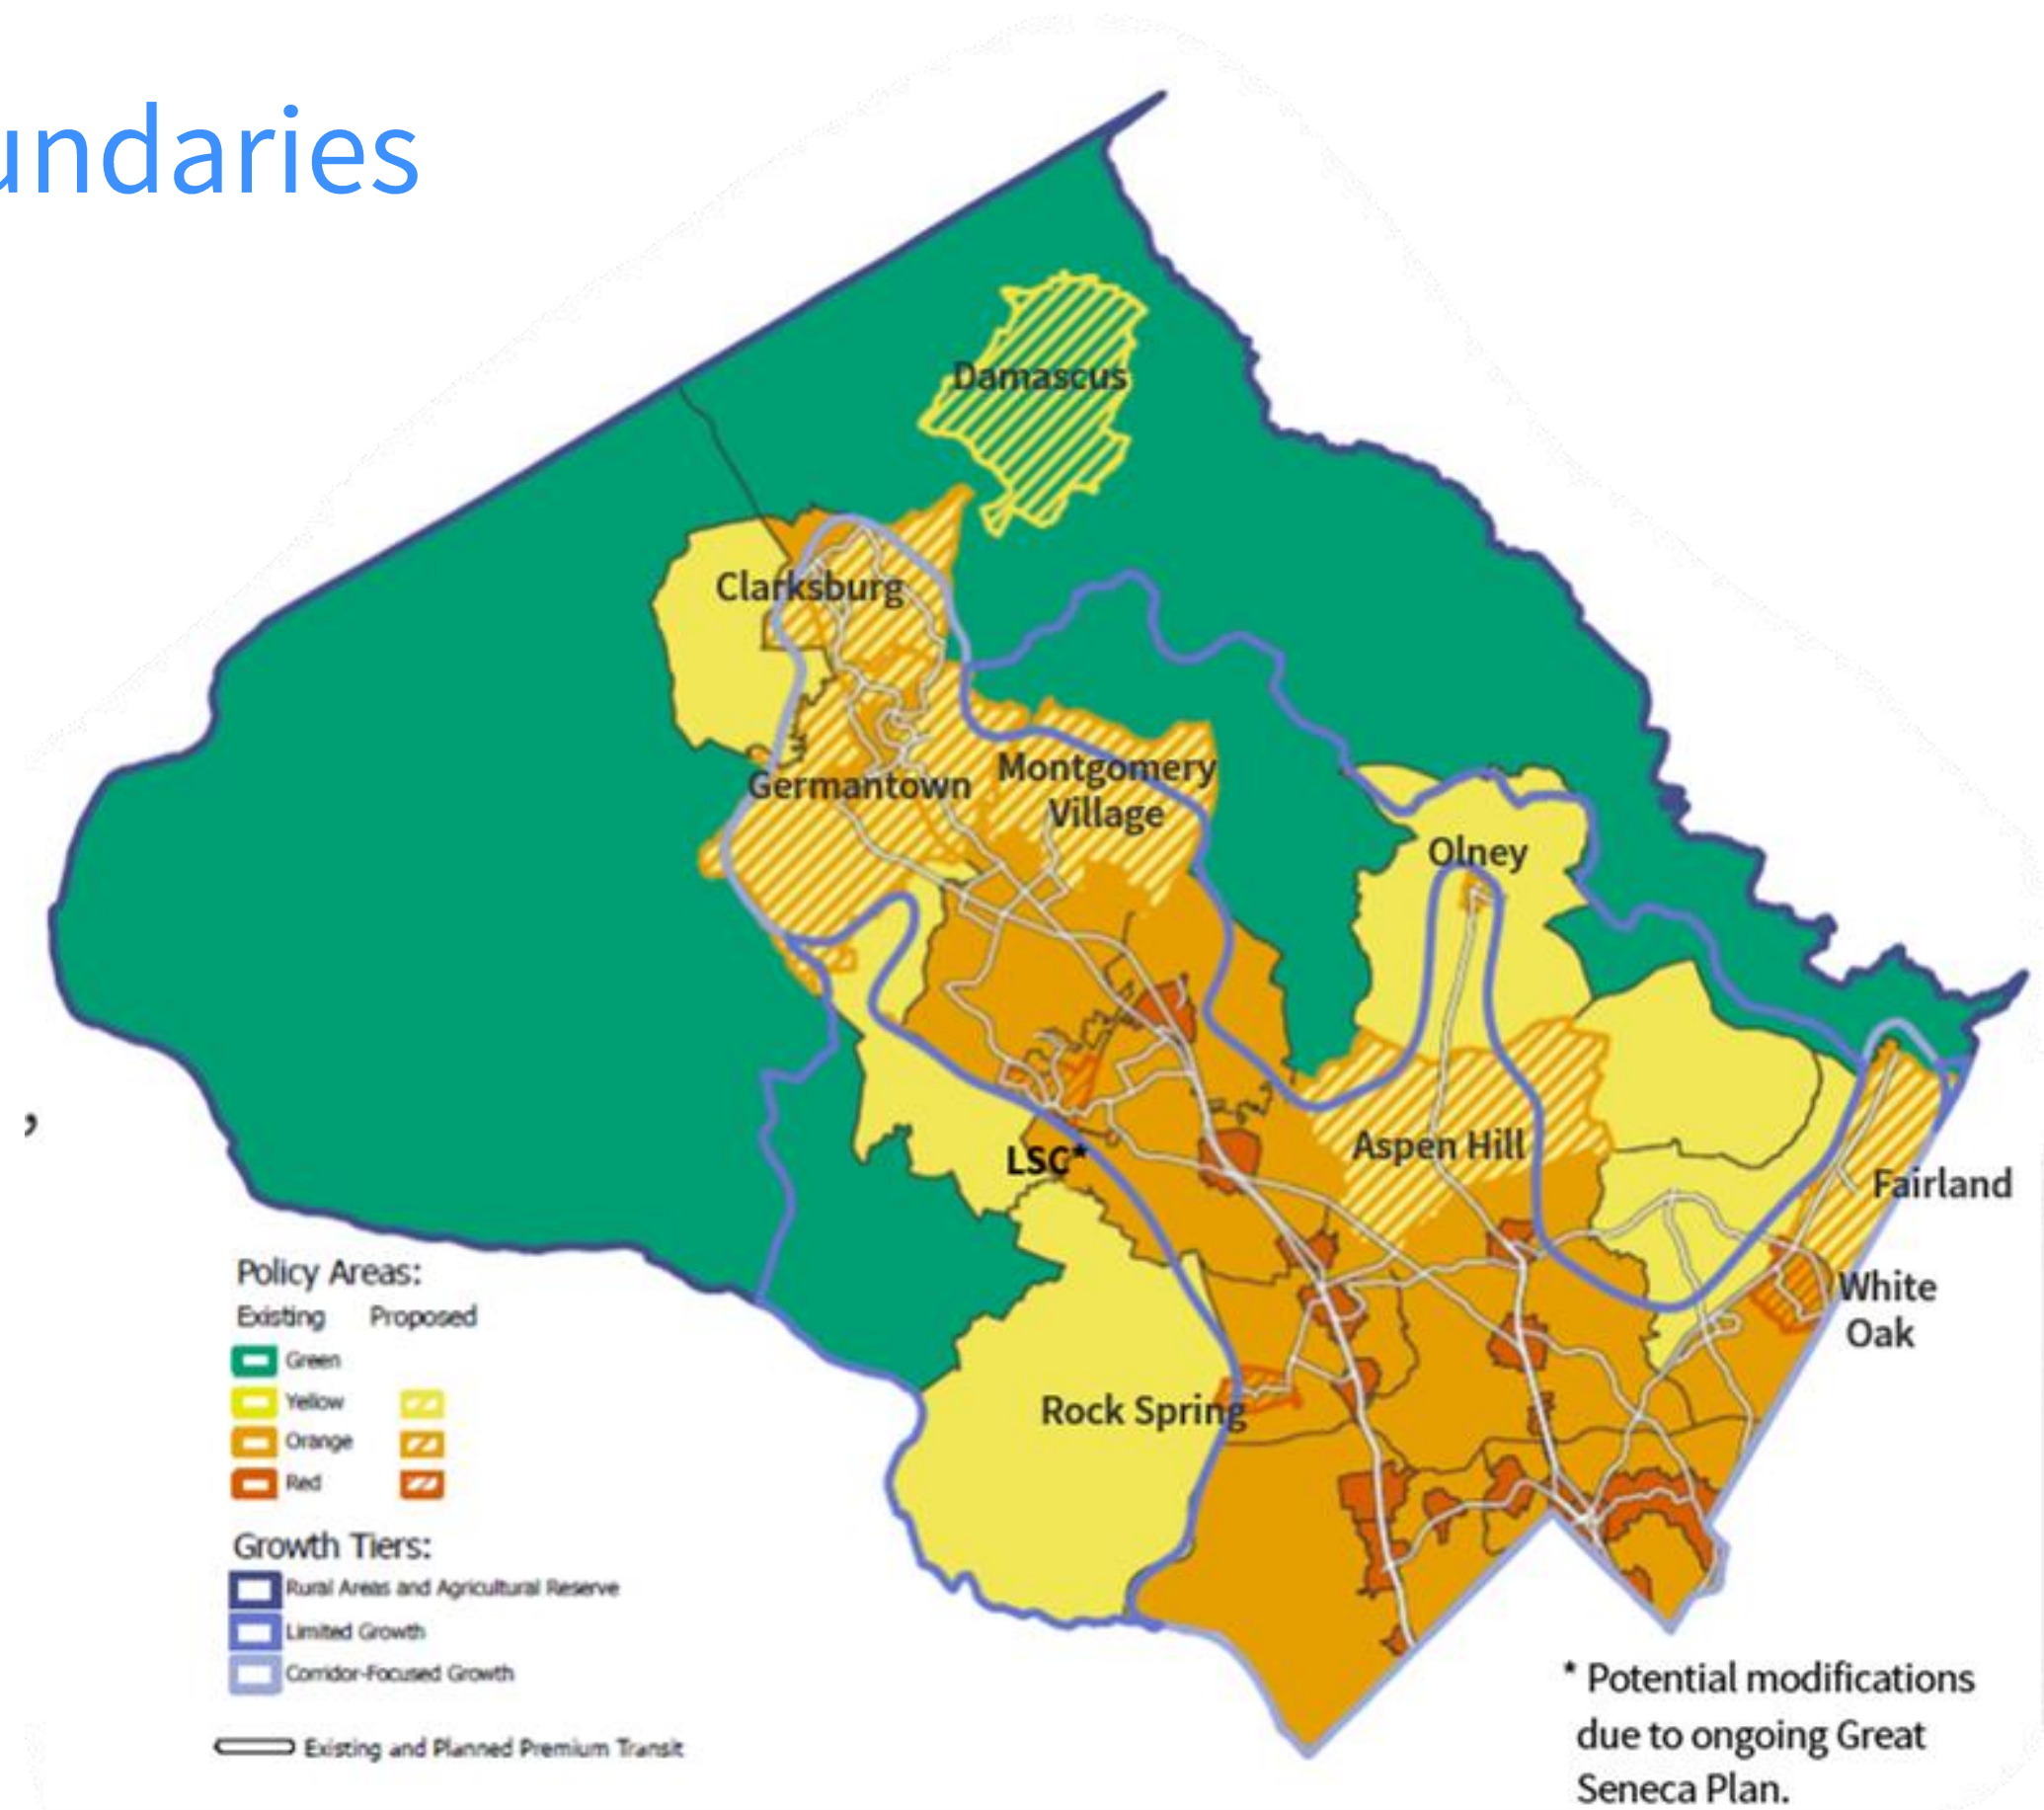 undaries
Damascus
Clarksburg
Germantown
Montgomery
Village
Olney
,
LSC*
Aspen Hill
Fairland
White
Oak
Rock Spring
Policy Areas:
Existing Proposed
Green
Yellow
Orange
Red
Growth Tiers:
Rural Areas and Agricultural Reserve
Limited Growth
Corridor-Focused Growth
Existing and Planned Premium Transit
* Potential modifications
due to ongoing Great
Seneca Plan.